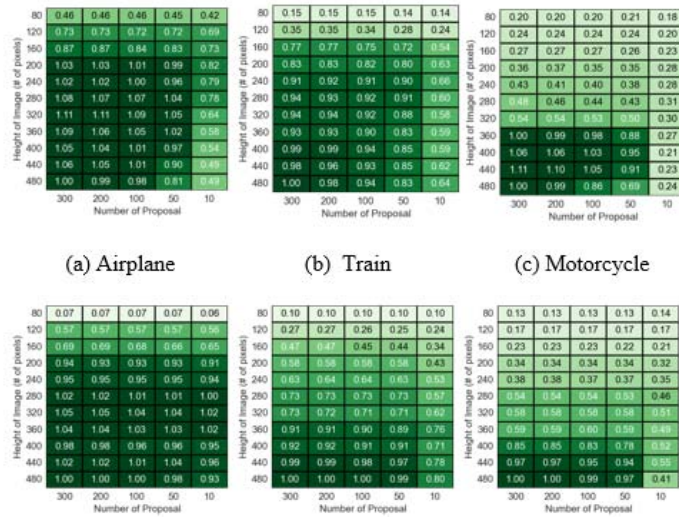 Height of Image (# of pixels)
80 0.46 0.46 0.46 0.45 0.42
120 0.73 0.73 0.72 0.72 0.69
160 0.87 0.87 0.84 0.83 0.73
200 1.03 1.03 1.01 0.99 0.82
240 1.02 1.02 1.00 0.96 0.79
280 1.08 1.07 1.07 1.04 0.78
320 1.11 1.11 1.09 1.05 0.64
360 1.09 1.06 1.05 1.02 0.58
400 1.05 1.04 1.01 0.97 0.54
440 1.06 1.05 1.01 0.90 0.49
480 1.00 0.99 0.98 0.81 0.49
300 200 100 50 10
Number of Proposal
(a) Airplane
Height of Image (# of pixels)
80 0.15 0.15 0.15 0.14 0.14
120 0.35 0.35 0.34 0.28 0.24
160 0.77 0.77 0.75 0.72 0.54
200 0.83 0.83 0.82 0.80 0.63
240 0.91 0.92 0.91 0.90 0.66
280 0.94 0.93 0.92 0.91 0.80
320 0.94 0.94 0.92 0.88 0.58
360 0.93 0.93 0.90 0.83 0.59
400 0.99 0.99 0.94 0.85 0.59
440 0.98 0.96 0.93 0.85 0.62
480 1.00 0.98 0.94 0.83 0.64
300 200 100 50 10
Number of Proposal
(b) Train
Height of Image (# of pixels)
80 0.20 0.20 0.20 0.21 0.18
120 0.24 0.24 0.24 0.24 0.20
160 0.27 0.27 0.27 0.26 0.23
200 0.36 0.37 0.35 0.35 0.28
240 0.43 0.41 0.40 0.38 0.28
280 0.48 0.46 0.44 0.43 0.31
320 0.54 0.54 0.53 0.50 0.30
360 1.00 0.99 0.98 0.88 0.27
400 1.06 1.06 1.03 0.95 0.21
440 1.11 1.10 1.05 0.91 0.23
480 1.00 0.99 0.86 0.69 0.24
300 200 100 50 10
Number of Proposal
(c) Motorcycle
Height of Image (# of pixels)
80 0.07 0.07 0.07 0.07 0.06
120 0.57 0.57 0.57 0.57 0.56
160 0.69 0.69 0.68 0.66 0.65
200 0.94 0.93 0.93 0.93 0.91
240 0.95 0.95 0.95 0.95 0.94
280 1.02 1.02 1.01 1.01 1.00
320 1.05 1.05 1.04 1.04 1.02
360 1.04 1.04 1.03 1.03 1.02
400 0.98 0.98 0.96 0.96 0.95
440 1.02 1.02 1.01 1.04 0.96
480 1.00 1.00 1.00 0.98 0.93
300 200 100 50 10
Number of Proposal
Height of Image (# of pixels)
80 0.10 0.10 0.10 0.10 0.10
120 0.27 0.27 0.26 0.25 0.24
160 0.47 0.47 0.45 0.44 0.34
200 0.58 0.58 0.58 0.58 0.43
240 0.63 0.64 0.64 0.63 0.53
280 0.73 0.73 0.73 0.73 0.57
320 0.73 0.72 0.71 0.71 0.62
360 0.91 0.91 0.90 0.89 0.76
400 0.92 0.92 0.91 0.91 0.71
440 0.99 0.99 0.98 0.97 0.78
480 1.00 1.00 1.00 0.99 0.80
300 200 100 50 10
Number of Proposal
Height of Image (# of pixels)
80 0.13 0.13 0.13 0.13 0.14
120 0.17 0.17 0.17 0.17 0.17
160 0.23 0.23 0.23 0.22 0.21
200 0.34 0.34 0.34 0.34 0.32
240 0.38 0.38 0.37 0.37 0.35
280 0.54 0.54 0.54 0.53 0.46
320 0.58 0.58 0.58 0.58 0.51
360 0.59 0.59 0.60 0.59 0.49
400 0.85 0.85 0.83 0.78 0.52
440 0.97 0.97 0.95 0.94 0.55
480 1.00 1.00 0.99 0.97 0.41
300 200 100 50 10
Number of Proposal